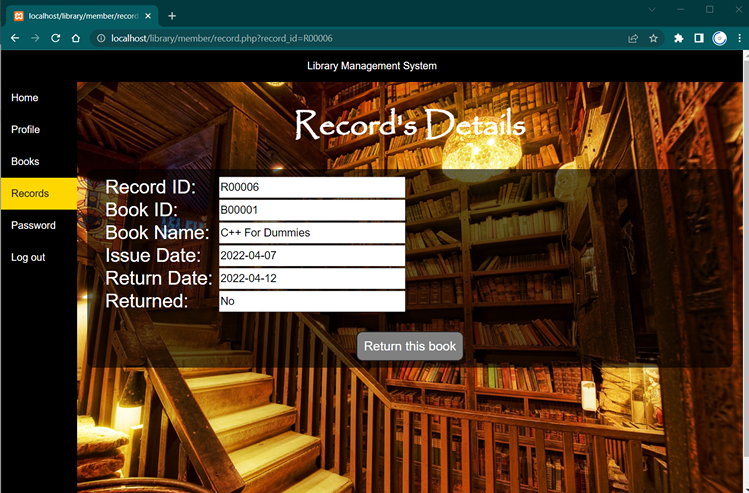 localhost/library/member/record
localhost/library/member/record.php?record_id=R00006
Library Management System
Home
Profile
Books
Records
Password
Log out
Record's Details
Record ID: R00006
Book ID: B00001
Book Name: C++ For Dummies
Issue Date: 2022-04-07
Return Date: 2022-04-12
Returned: No
Return this book